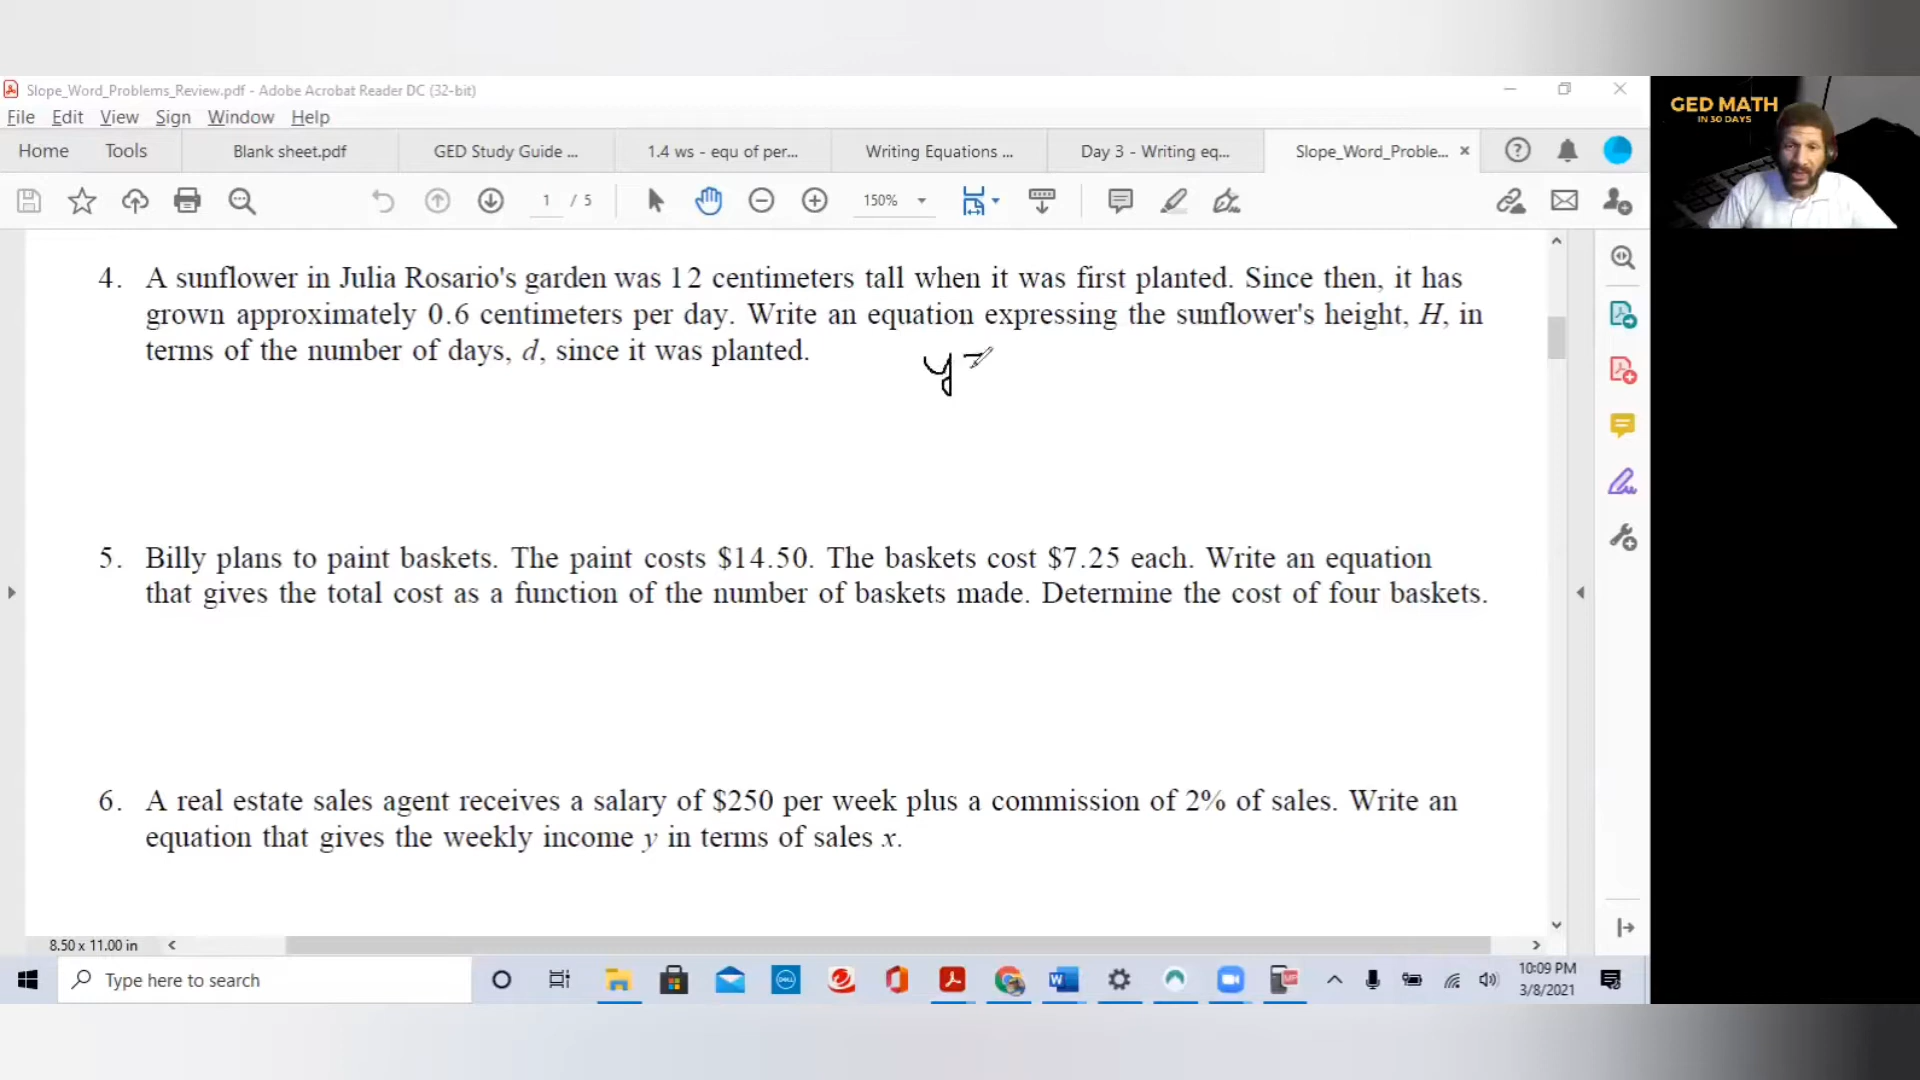 Slope_Word_Problems_Review.pdf - Adobe Acrobat Reader DC (32-bit)
File Edit View Sign Window Help
Home Tools Blank sheet.pdf GED Study Guide ... 1.4 ws - equ of per... Writing Equations ... Day 3 - Writing eq... Slope_Word_Proble...
1 / 5 150%
GED MATH
IN 30 DAYS
4. A sunflower in Julia Rosario's garden was 12 centimeters tall when it was first planted. Since then, it has
grown approximately 0.6 centimeters per day. Write an equation expressing the sunflower's height, H, in
terms of the number of days, d, since it was planted.
y =
5. Billy plans to paint baskets. The paint costs $14.50. The baskets cost $7.25 each. Write an equation
that gives the total cost as a function of the number of baskets made. Determine the cost of four baskets.
6. A real estate sales agent receives a salary of $250 per week plus a commission of 2% of sales. Write an
equation that gives the weekly income y in terms of sales x.
8.50 x 11.00 in
Type here to search
10:09 PM
3/8/2021